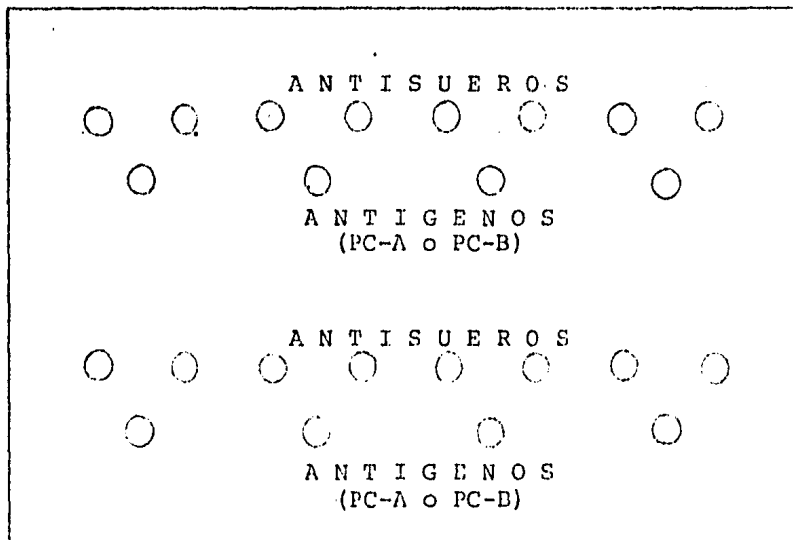 ANTISUEROS
ANTIGENOS
(PC-A o PC-B)
ANTISUEROS
ANTIGENOS
(PC-A o PC-B)